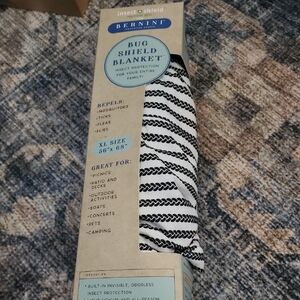 insect shield
BERNINI
BUG
SHIELD
BLANKET
INSECT PROTECTION
FOR YOUR ENTIRE
FAMILY!
REPELS:
•MOSQUITOES
•TICKS
•FLEAS
•FLIES
XL SIZE
56"x 68"
GREAT FOR:
•PICNICS
•PATIO AND
DECKS
•OUTDOOR
ACTIVITIES
•BOATS
•CONCERTS
•PETS
•CAMPING
• BUILT-IN INVISIBLE, ODORLESS
INSECT PROTECTION